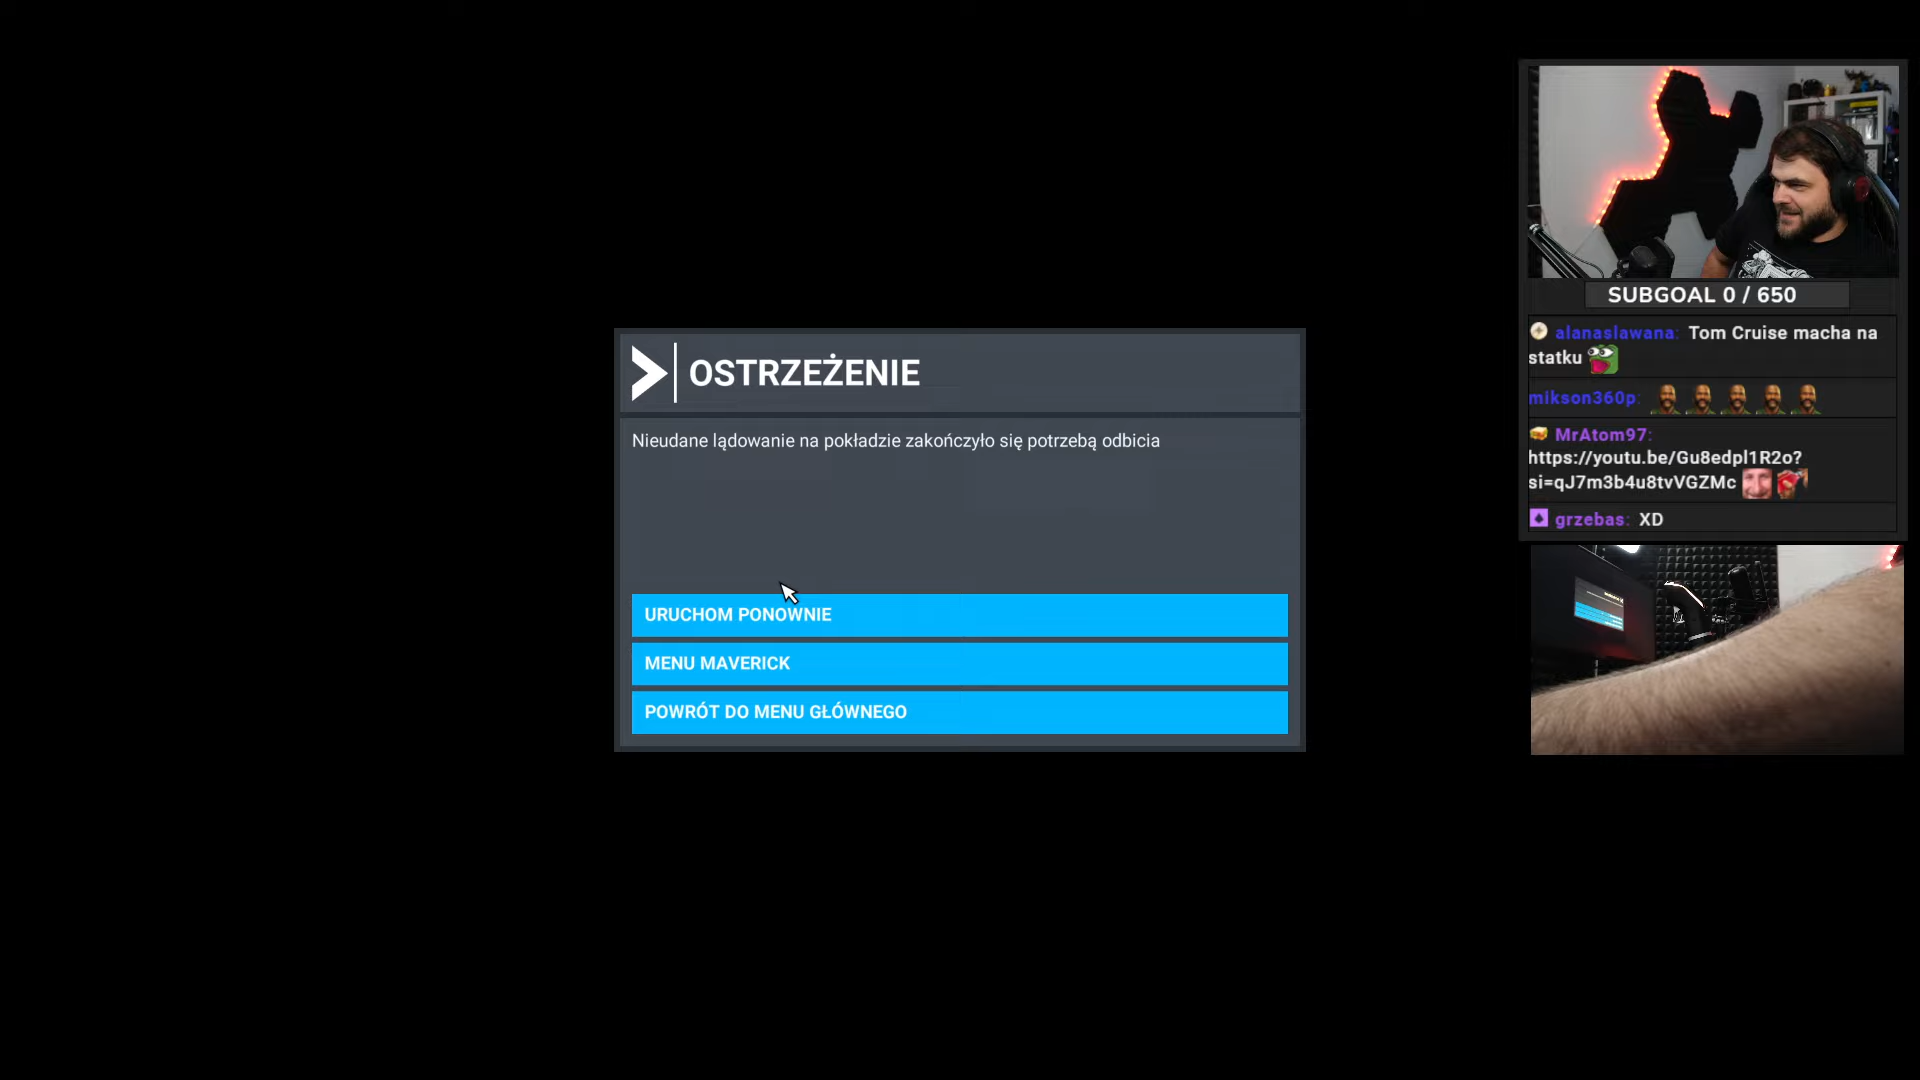 OSTRZEŻENIE
Nieudane lądowanie na pokładzie zakończyło się potrzebą odbicia
URUCHOM PONOWNIE
MENU MAVERICK
POWRÓT DO MENU GŁÓWNEGO
SUBGOAL 0 / 650
alanaslawana: Tom Cruise macha na
statku
mikson360p:
MrAtom97:
https://youtu.be/Gu8edpl1R2o?
si=qJ7m3b4u8tvVGZMc
grzebas: XD